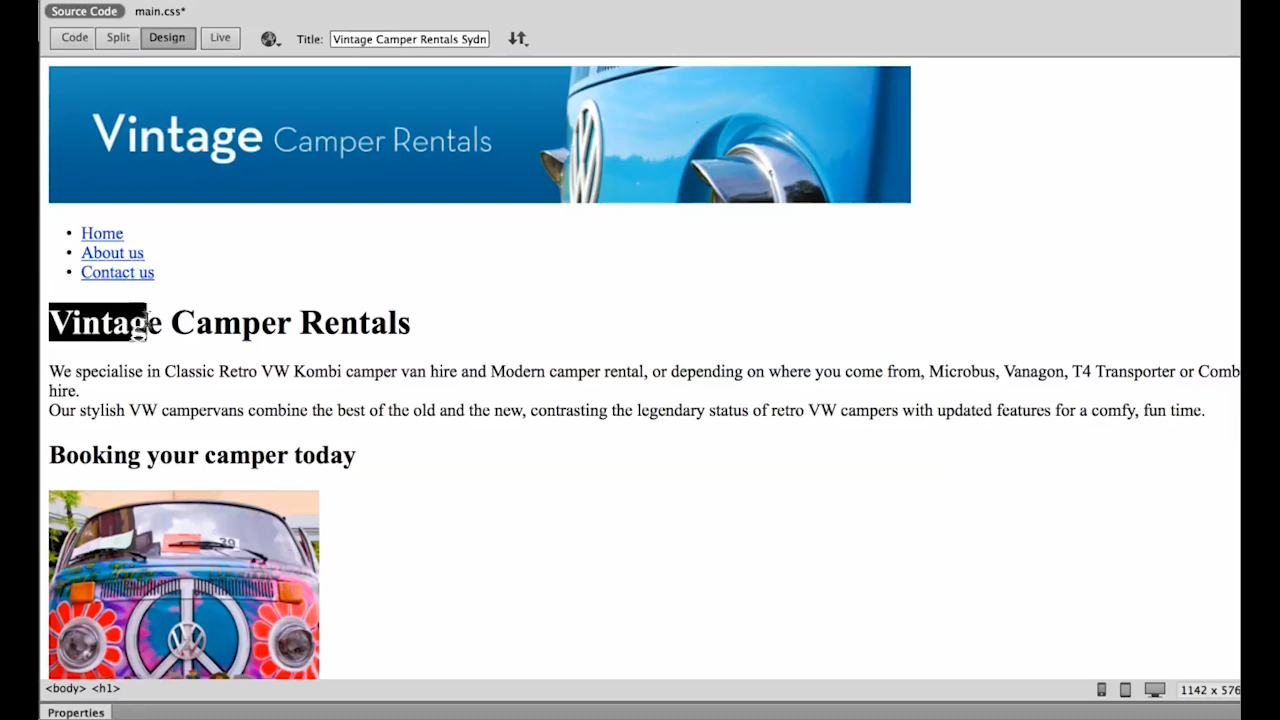 Source Code main.css*
Code Split Design Live Title: Vintage Camper Rentals Sydn
Vintage Camper Rentals
• Home
• About us
• Contact us
Vintage Camper Rentals
We specialise in Classic Retro VW Kombi camper van hire and Modern camper rental, or depending on where you come from, Microbus, Vanagon, T4 Transporter or Comb
hire.
Our stylish VW campervans combine the best of the old and the new, contrasting the legendary status of retro VW campers with updated features for a comfy, fun time.
Booking your camper today
<body> <h1> 1142 x 576
Properties